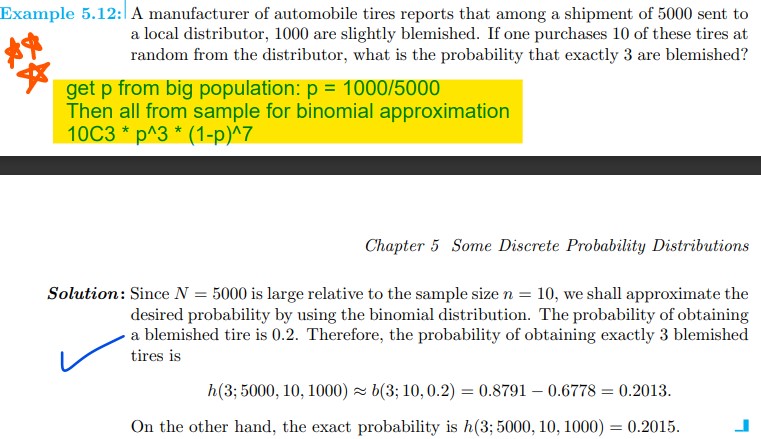 Example 5.12: A manufacturer of automobile tires reports that among a shipment of 5000 sent to
a local distributor, 1000 are slightly blemished. If one purchases 10 of these tires at
random from the distributor, what is the probability that exactly 3 are blemished?
get p from big population: p = 1000/5000
Then all from sample for binomial approximation
10C3 * p^3 * (1-p)^7
Chapter 5 Some Discrete Probability Distributions
Solution: Since N = 5000 is large relative to the sample size n = 10, we shall approximate the
desired probability by using the binomial distribution. The probability of obtaining
a blemished tire is 0.2. Therefore, the probability of obtaining exactly 3 blemished
tires is
h(3; 5000, 10, 1000) ≈ b(3; 10, 0.2) = 0.8791 − 0.6778 = 0.2013.
On the other hand, the exact probability is h(3; 5000, 10, 1000) = 0.2015.